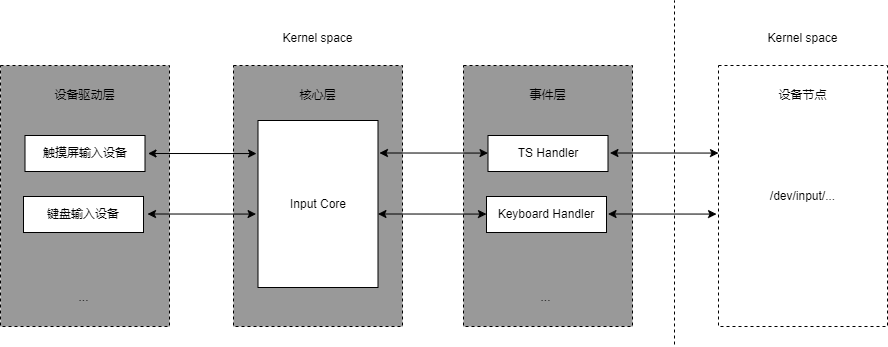 Kernel space
Kernel space
设备驱动层
核心层
事件层
设备节点
触摸屏输入设备
TS Handler
键盘输入设备
Input Core
Keyboard Handler
/dev/input/...
...
...